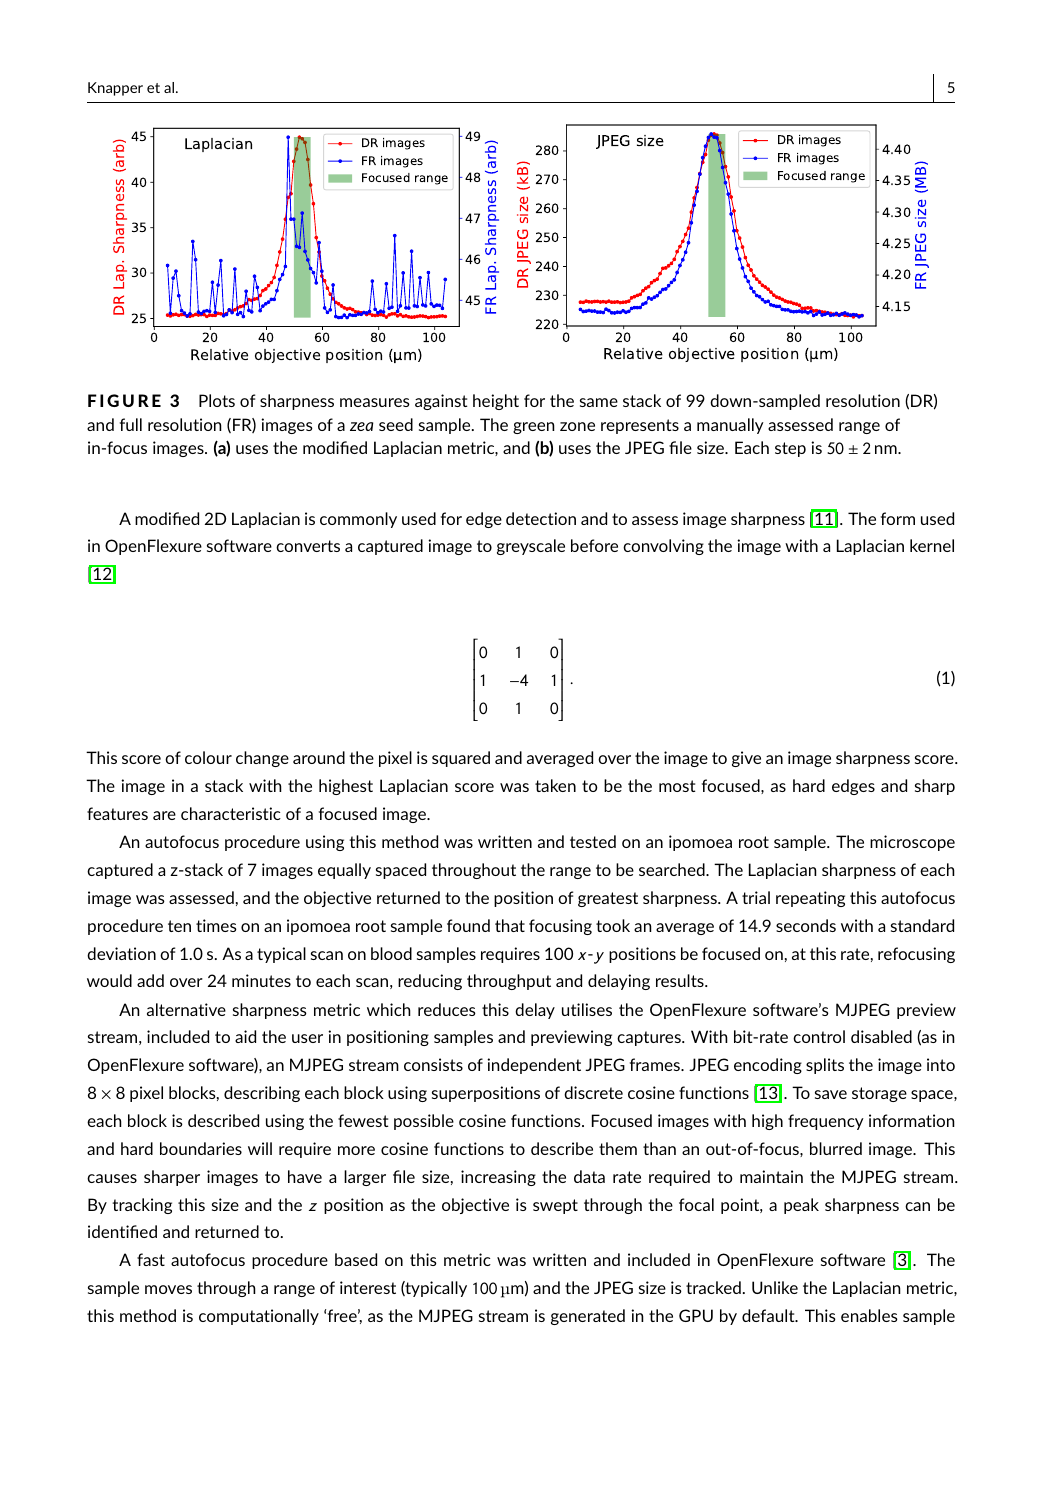 Knapper et al.
5
45
40
35
30
25
DR Lap. Sharpness (arb)
Laplacian
DR images
FR images
Focused range
49
48
47
46
45
FR Lap. Sharpness (arb)
0 20 40 60 80 100
Relative objective position (μm)
280
270
260
250
240
230
220
DR JPEG size (kB)
JPEG size
DR images
FR images
Focused range
4.40
4.35
4.30
4.25
4.20
4.15
FR JPEG size (MB)
0 20 40 60 80 100
Relative objective position (μm)
FIGURE 3 Plots of sharpness measures against height for the same stack of 99 down-sampled resolution (DR)
and full resolution (FR) images of a zea seed sample. The green zone represents a manually assessed range of
in-focus images. (a) uses the modified Laplacian metric, and (b) uses the JPEG file size. Each step is 50 ± 2 nm.
A modified 2D Laplacian is commonly used for edge detection and to assess image sharpness [11]. The form used
in OpenFlexure software converts a captured image to greyscale before convolving the image with a Laplacian kernel
[12]
0 1 0
1 −4 1 .
0 1 0
(1)
This score of colour change around the pixel is squared and averaged over the image to give an image sharpness score.
The image in a stack with the highest Laplacian score was taken to be the most focused, as hard edges and sharp
features are characteristic of a focused image.
An autofocus procedure using this method was written and tested on an ipomoea root sample. The microscope
captured a z-stack of 7 images equally spaced throughout the range to be searched. The Laplacian sharpness of each
image was assessed, and the objective returned to the position of greatest sharpness. A trial repeating this autofocus
procedure ten times on an ipomoea root sample found that focusing took an average of 14.9 seconds with a standard
deviation of 1.0 s. As a typical scan on blood samples requires 100 x-y positions be focused on, at this rate, refocusing
would add over 24 minutes to each scan, reducing throughput and delaying results.
An alternative sharpness metric which reduces this delay utilises the OpenFlexure software's MJPEG preview
stream, included to aid the user in positioning samples and previewing captures. With bit-rate control disabled (as in
OpenFlexure software), an MJPEG stream consists of independent JPEG frames. JPEG encoding splits the image into
8 × 8 pixel blocks, describing each block using superpositions of discrete cosine functions [13]. To save storage space,
each block is described using the fewest possible cosine functions. Focused images with high frequency information
and hard boundaries will require more cosine functions to describe them than an out-of-focus, blurred image. This
causes sharper images to have a larger file size, increasing the data rate required to maintain the MJPEG stream.
By tracking this size and the z position as the objective is swept through the focal point, a peak sharpness can be
identified and returned to.
A fast autofocus procedure based on this metric was written and included in OpenFlexure software [3]. The
sample moves through a range of interest (typically 100 μm) and the JPEG size is tracked. Unlike the Laplacian metric,
this method is computationally 'free', as the MJPEG stream is generated in the GPU by default. This enables sample